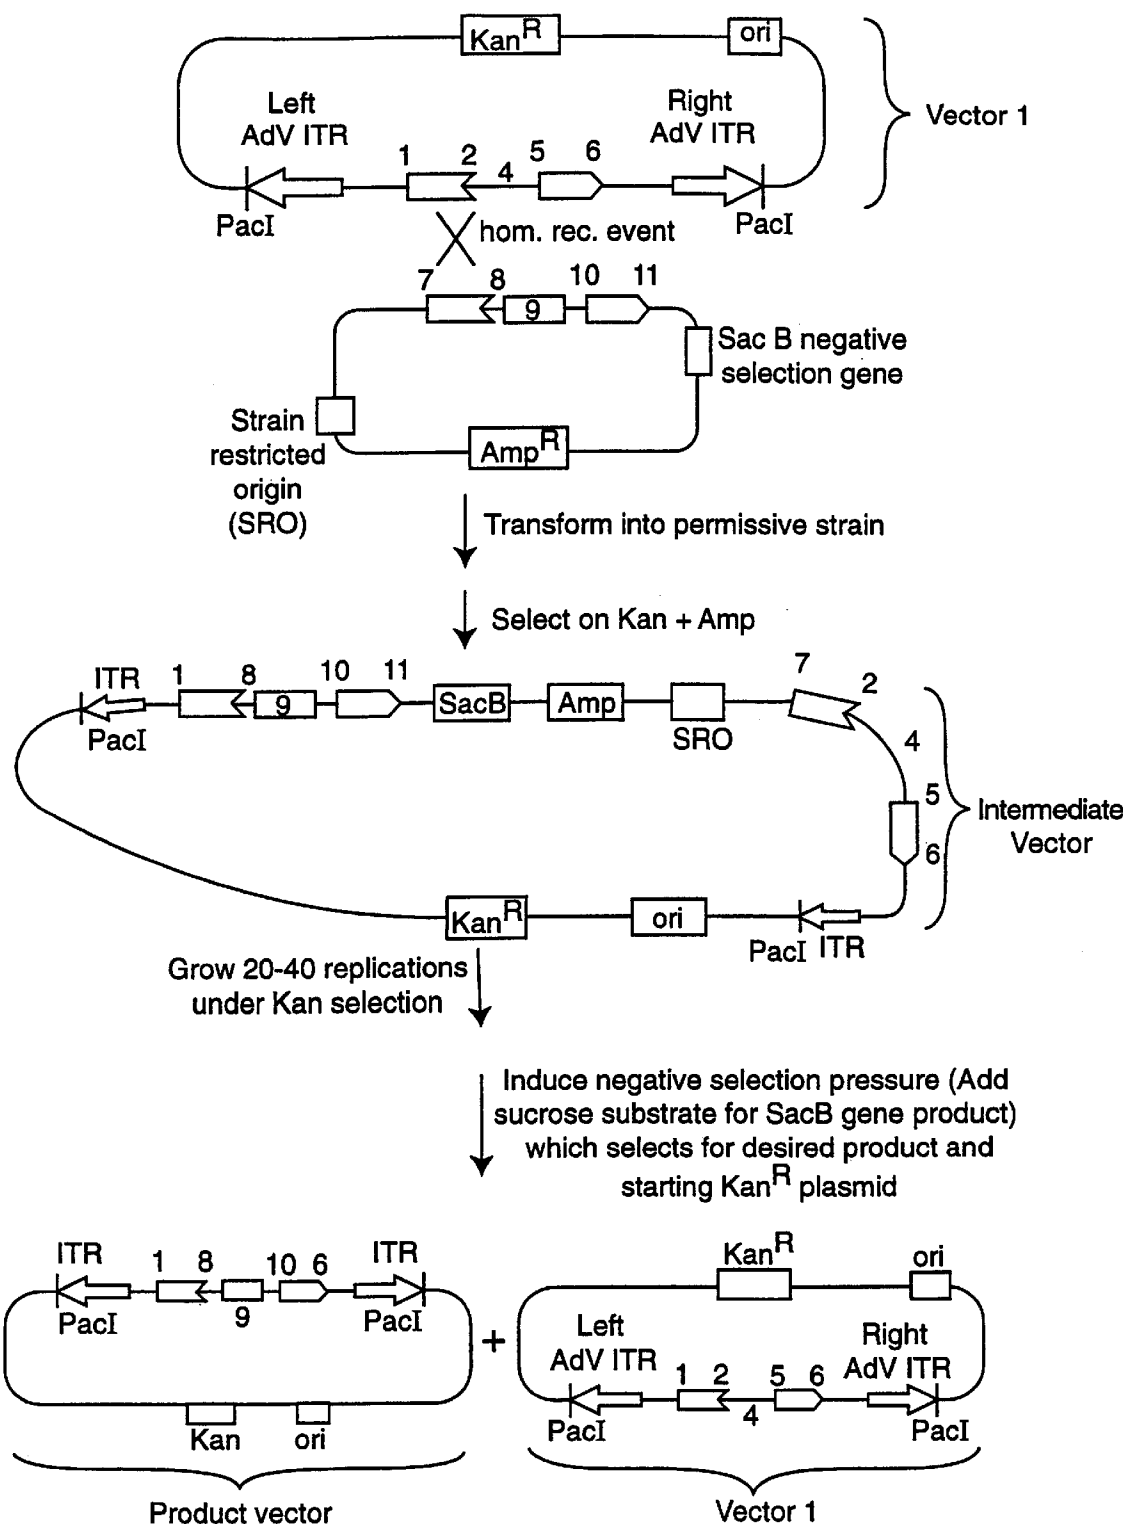 Kan^R
ori
Left
AdV ITR
Right
AdV ITR
Vector 1
1 2 4 5 6
PacI
PacI
hom. rec. event
7 8 9 10 11
Sac B negative
selection gene
Strain
restricted
origin
(SRO)
Amp^R
Transform into permissive strain
Select on Kan + Amp
ITR 1 8 9 10 11
PacI
SacB
Amp
SRO
7 2
4
5
6
Intermediate
Vector
Kan^R
ori
PacI ITR
Grow 20-40 replications
under Kan selection
Induce negative selection pressure (Add
sucrose substrate for SacB gene product)
which selects for desired product and
starting Kan^R plasmid
ITR 1 8 10 6 ITR
PacI 9 PacI
Kan ori
Product vector
+
Kan^R
ori
Left
AdV ITR
Right
AdV ITR
1 2 4 5 6
PacI
PacI
Vector 1